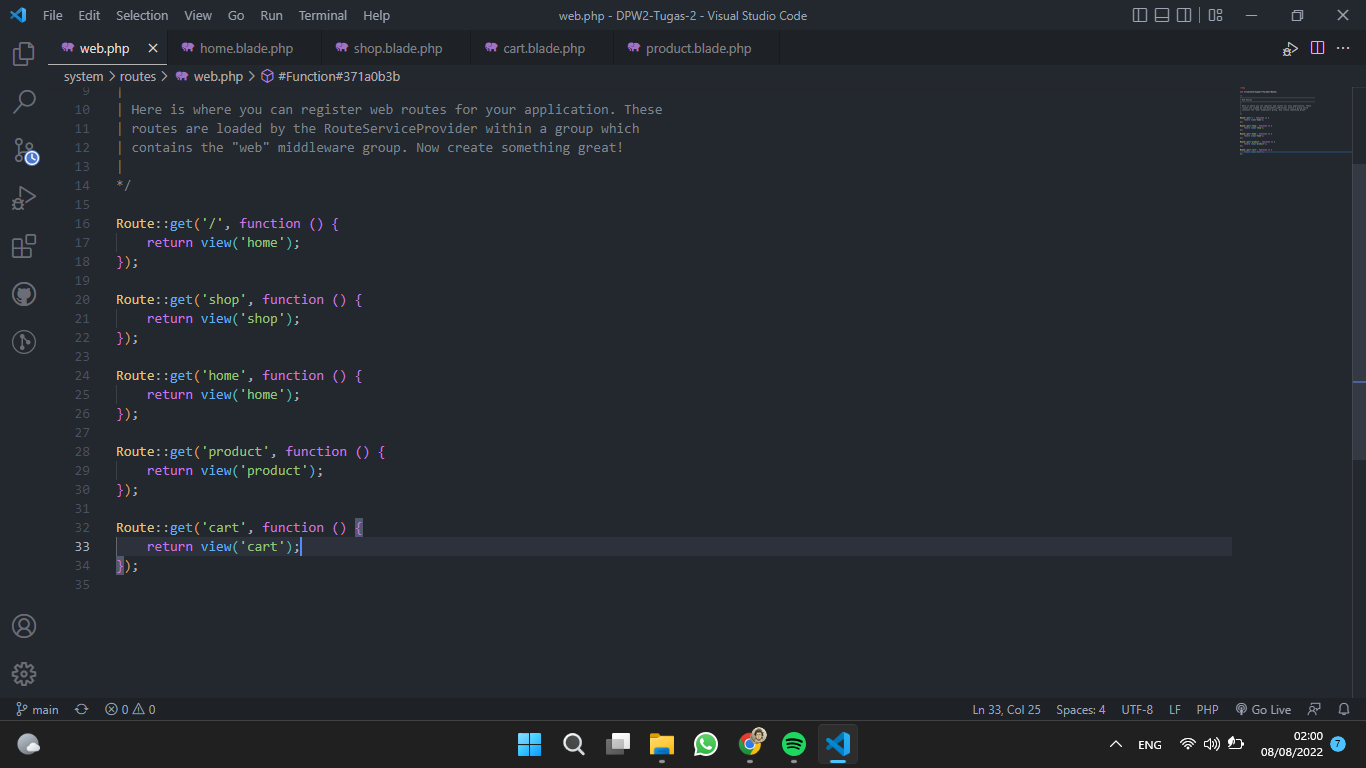 File Edit Selection View Go Run Terminal Help web.php - DPW2-Tugas-2 - Visual Studio Code
web.php home.blade.php shop.blade.php cart.blade.php product.blade.php
system > routes > web.php > #Function#371a0b3b
9 |
10 | Here is where you can register web routes for your application. These
11 | routes are loaded by the RouteServiceProvider within a group which
12 | contains the "web" middleware group. Now create something great!
13 |
14 */
15
16 Route::get('/', function () {
17 return view('home');
18 });
19
20 Route::get('shop', function () {
21 return view('shop');
22 });
23
24 Route::get('home', function () {
25 return view('home');
26 });
27
28 Route::get('product', function () {
29 return view('product');
30 });
31
32 Route::get('cart', function () {
33 return view('cart');
34 });
35
main 0 0 Ln 33, Col 25 Spaces: 4 UTF-8 LF PHP Go Live
ENG 02:00 7
08/08/2022